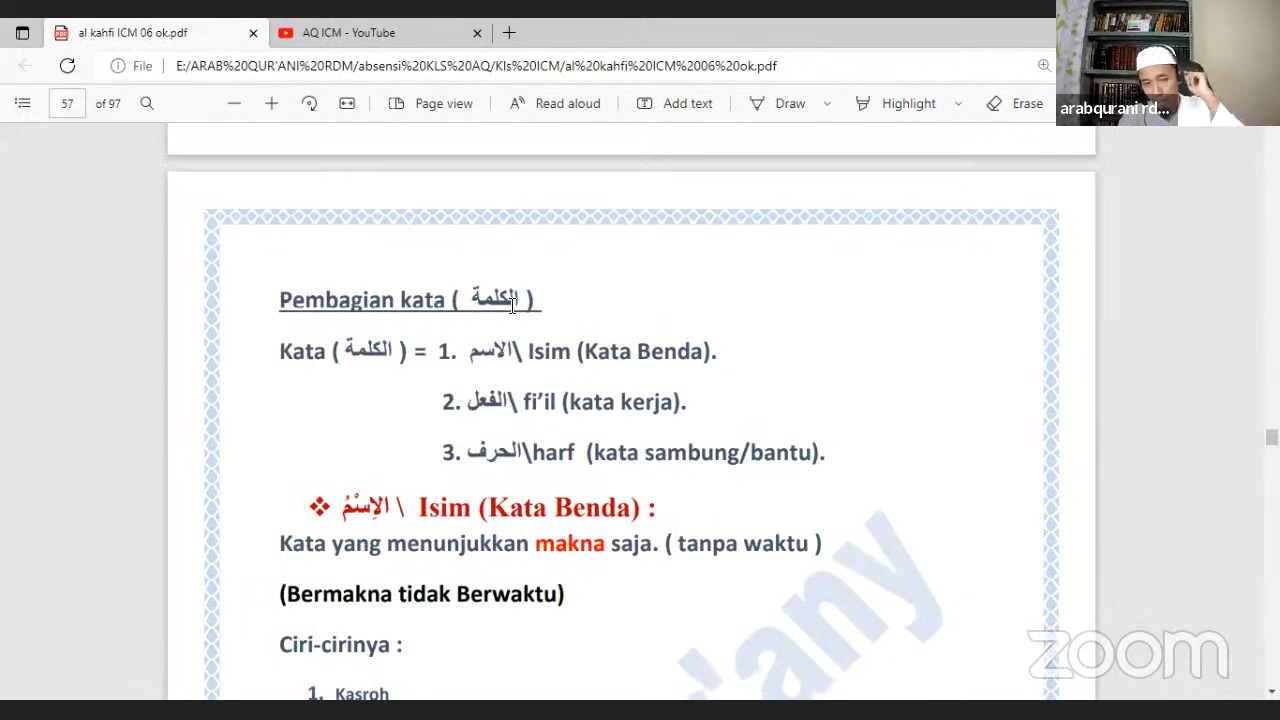 al kahfi ICM 06 ok.pdf
AQ ICM - YouTube
File
E:/ARAB%20QUR'ANI%20RDM/absensi%20KLS%20AQ/Kls%20ICM/al%20kahfi%20ICM%2006%20ok.pdf
57 of 97
Page view
Read aloud
Add text
Draw
Highlight
Erase
arabqurani rd...
Pembagian kata ( الكلمة )
Kata ( الكلمة ) = 1. الاسم\ Isim (Kata Benda).
2. الفعل\ fi’il (kata kerja).
3. الحرف\harf (kata sambung/bantu).
❖ الاِسْمُ \ Isim (Kata Benda) :
Kata yang menunjukkan makna saja. ( tanpa waktu )
(Bermakna tidak Berwaktu)
Ciri-cirinya :
1. Kasroh
zoom